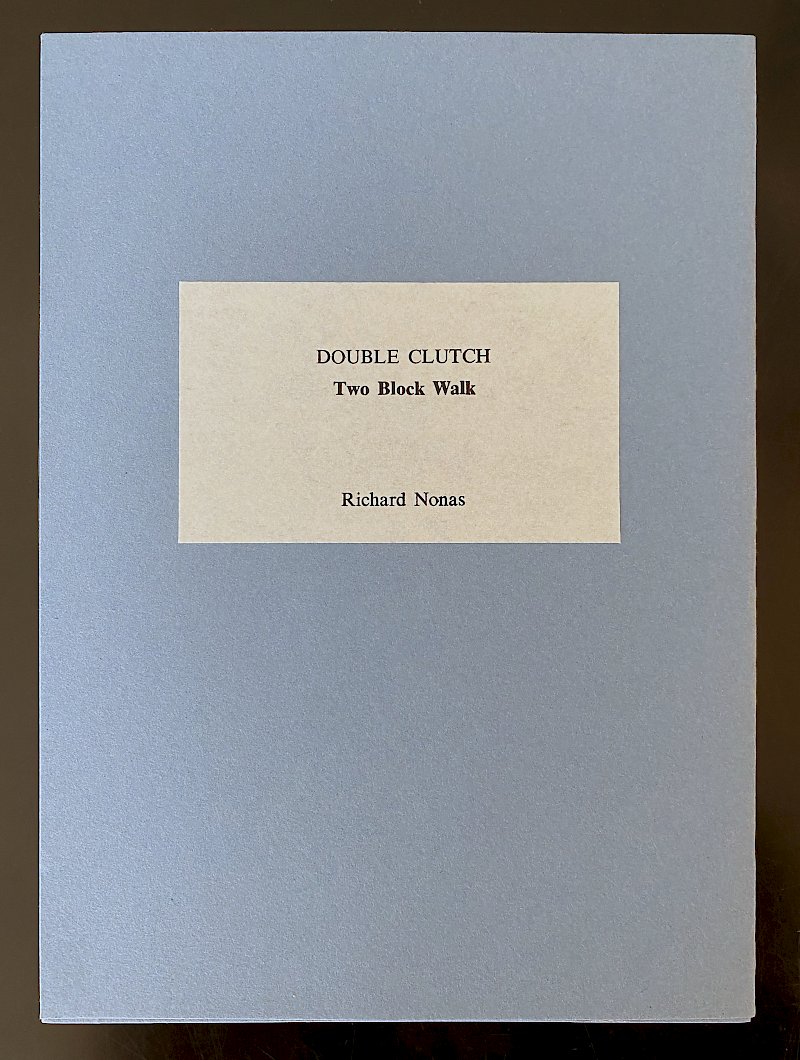 DOUBLE CLUTCH
Two Block Walk
Richard Nonas